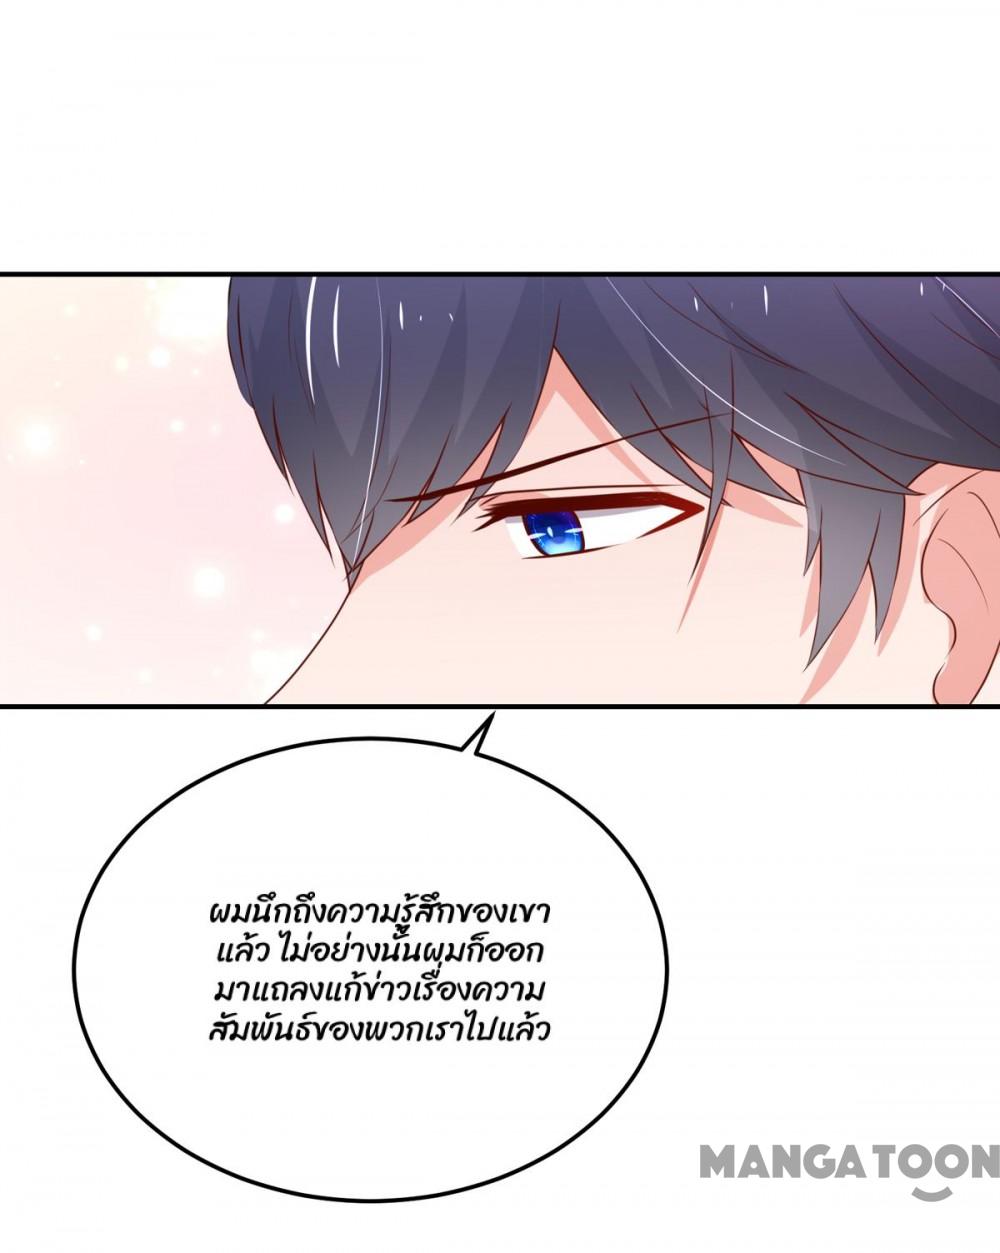 ผมนึกถึงความรู้สึกของเขา
แล้ว ไม่อย่างนั้นผมก็ออก
มาแถลงแก้ข่าวเรื่องความ
สัมพันธ์ของพวกเราไปแล้ว
MANGATOON